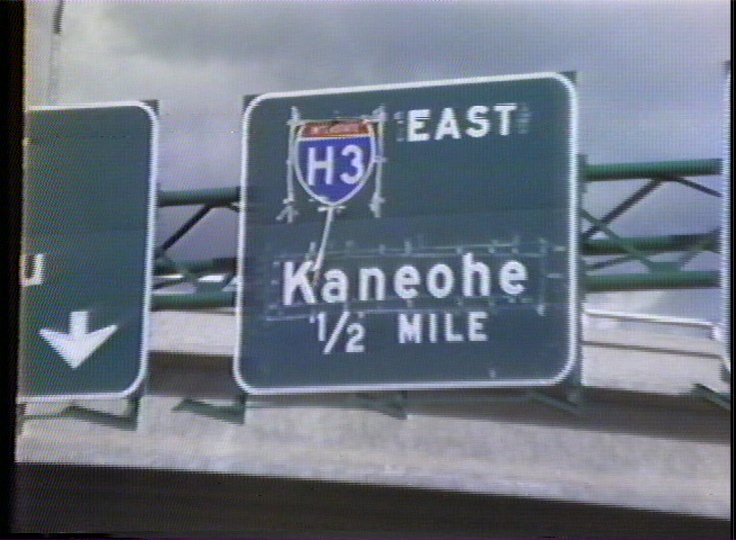 U
EAST
H3
Kaneohe
1/2 MILE